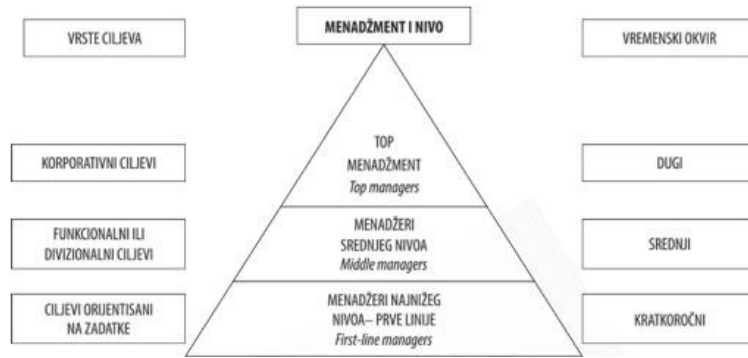 VRSTE CILJEVA
MENADŽMENT I NIVO
VREMENSKI OKVIR
KORPORATIVNI CILJEVI
TOP
MENADŽMENT
Top managers
DUGI
FUNKCIONALNI ILI
DIVIZIONALNI CILJEVI
MENADŽERI
SREDNJEG NIVOA
Middle managers
SREDNJI
CILJEVI ORIJENTISANI
NA ZADATKE
MENADŽERI NAJNIŽEG
NIVOA– PRVE LINIJE
First-line managers
KRATKOROČNI